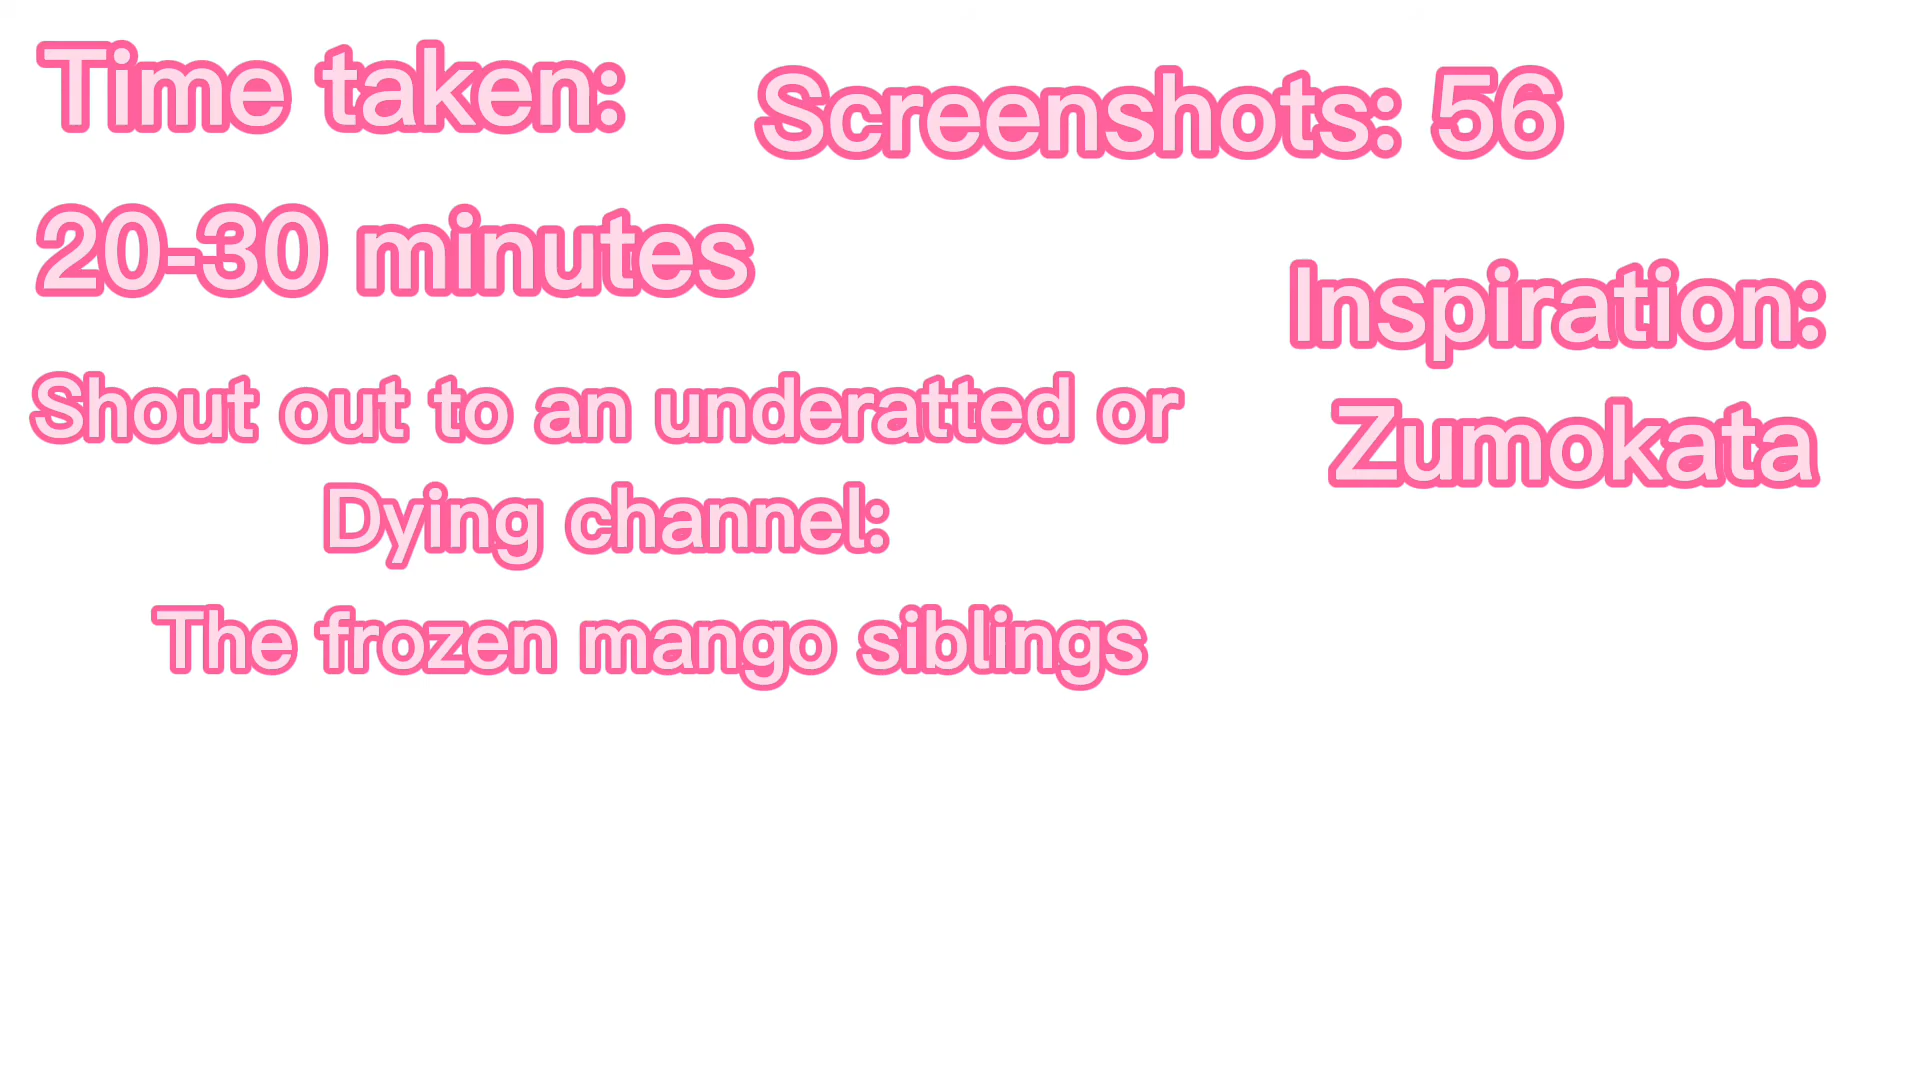 Time taken:
20-30 minutes
Screenshots: 56
Inspiration:
Zumokata
Shout out to an underatted or
Dying channel:
The frozen mango siblings